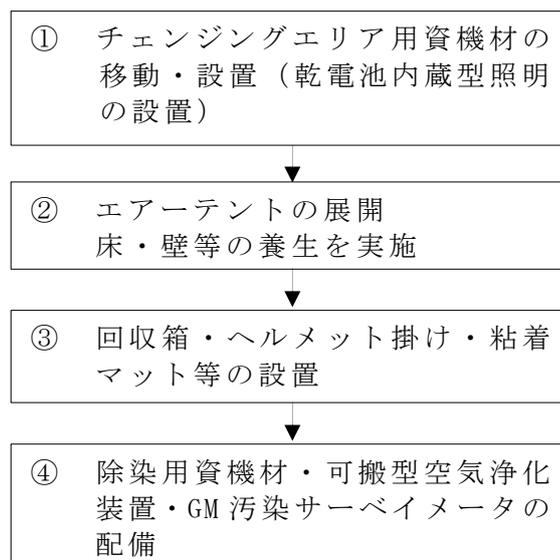 ① チェンジングエリア用資機材の
移動・設置（乾電池内蔵型照明
の設置）
② エアーテントの展開
床・壁等の養生を実施
③ 回収箱・ヘルメット掛け・粘着
マット等の設置
④ 除染用資機材・可搬型空気浄化
装置・GM 汚染サーベイメータの
配備